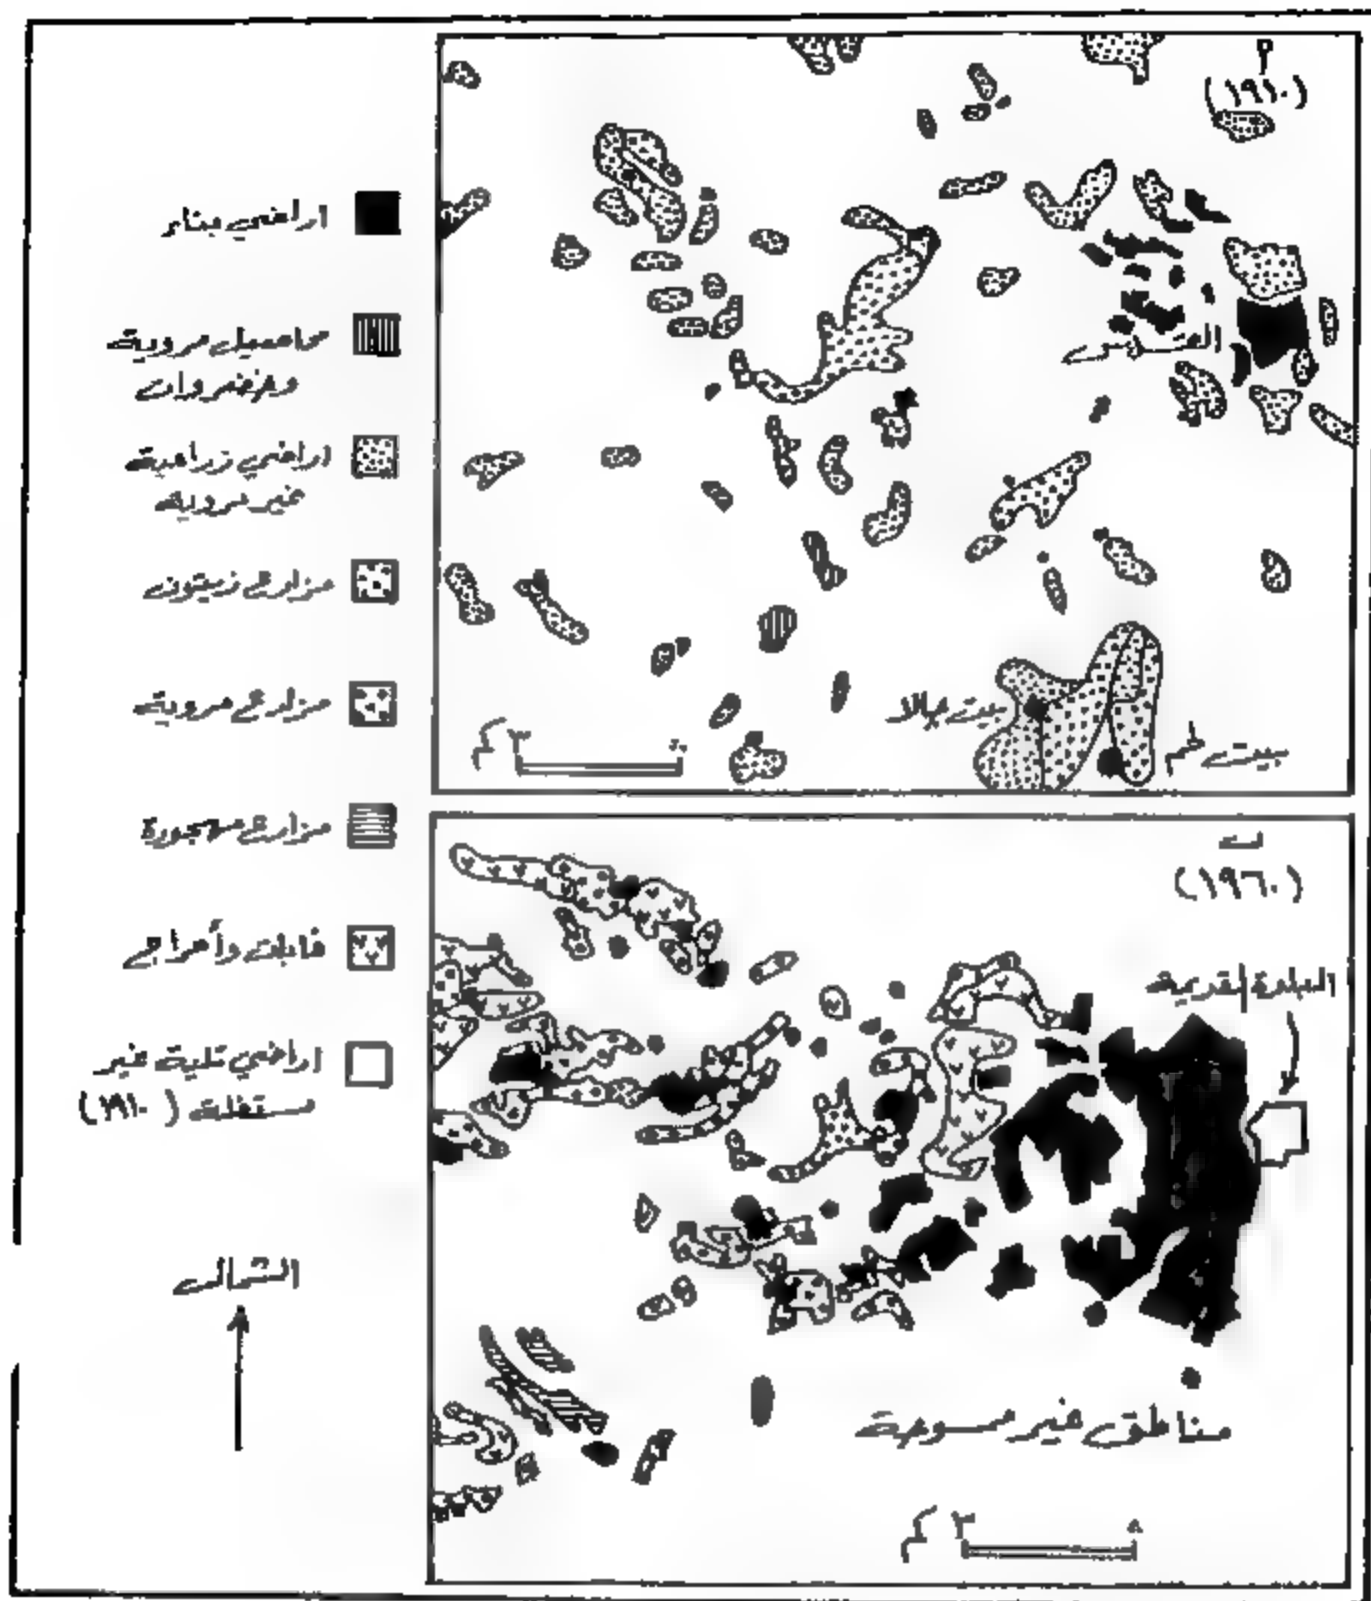 أ
(١٩١٠)
اراضي بناء
محاصيل مروية
وخضروات
اراضي زراعية
غير مروية
مزارع زيتون
مزارع مروية
مزارع مهجورة
غابات وأحراج
اراضي تلية غير
مستغلة (١٩١٠)
الشمال
القدس
بيت جالا
بيت لحم
٣ كم
ب
(١٩٦٠)
البلدة القديمة
مناطق غير ممسوحة
٣ كم